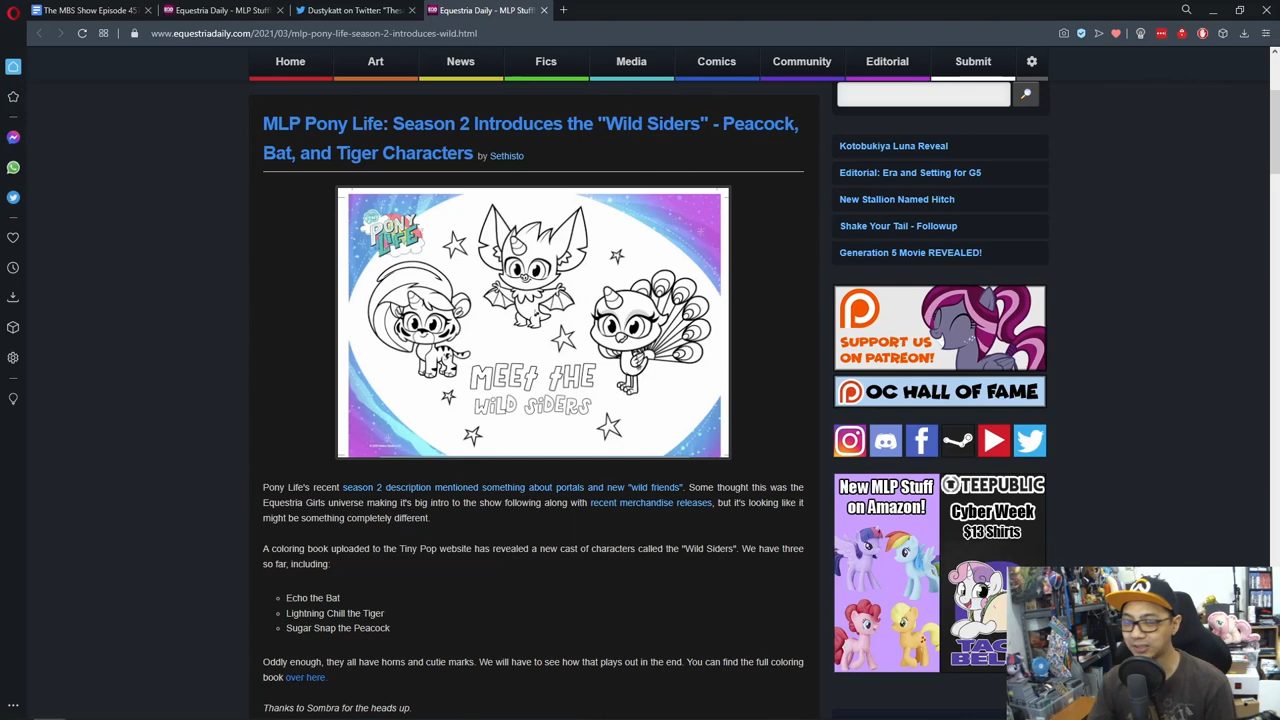 The MBS Show Episode 45
Equestria Daily - MLP Stuf
Dustykatt on Twitter: "The
Equestria Daily - MLP Stuf
www.equestriadaily.com/2021/03/mlp-pony-life-season-2-introduces-wild.html
Home Art News Fics Media Comics Community Editorial Submit
MLP Pony Life: Season 2 Introduces the "Wild Siders" - Peacock,
Bat, and Tiger Characters by Sethisto
PONY
LIFE
MEET THE
WILD SIDERS
Pony Life's recent season 2 description mentioned something about portals and new "wild friends". Some thought this was the
Equestria Girls universe making it's big intro to the show following along with recent merchandise releases, but it's looking like it
might be something completely different.
A coloring book uploaded to the Tiny Pop website has revealed a new cast of characters called the "Wild Siders". We have three
so far, including:
Echo the Bat
Lightning Chill the Tiger
Sugar Snap the Peacock
Oddly enough, they all have horns and cutie marks. We will have to see how that plays out in the end. You can find the full coloring
book over here.
Thanks to Sombra for the heads up.
Kotobukiya Luna Reveal
Editorial: Era and Setting for G5
New Stallion Named Hitch
Shake Your Tail - Followup
Generation 5 Movie REVEALED!
SUPPORT US
ON PATREON!
OC HALL OF FAME
New MLP Stuff
on Amazon!
TEEPUBLIC
Cyber Week
$13 Shirts
TAC
BEL